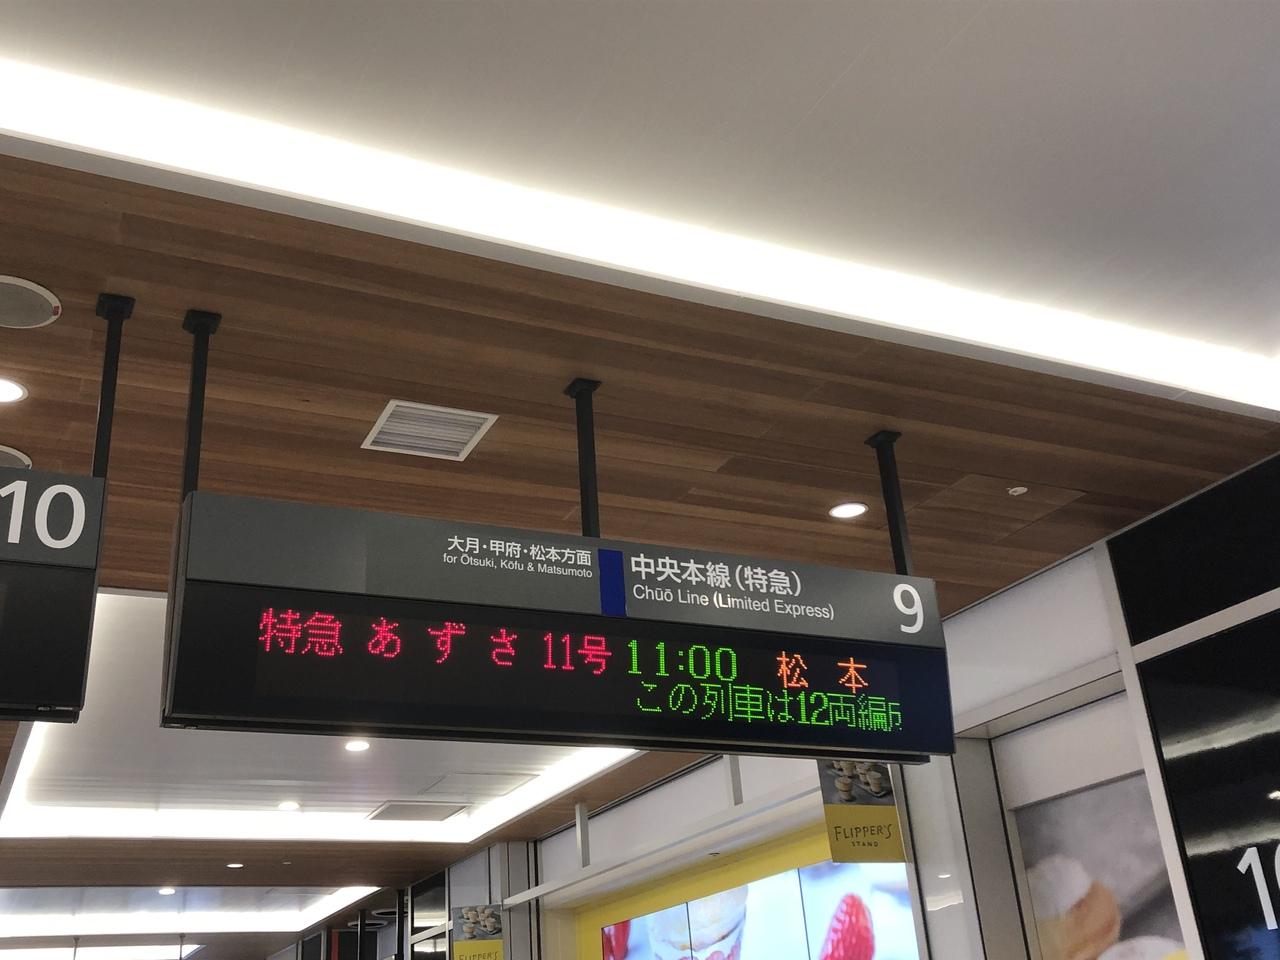 10
大月・甲府・松本方面
for Ōtsuki, Kōfu & Matsumoto
中央本線(特急)
Chūō Line (Limited Express)
9
特急 あずさ 11号 11:00 松本
この列車は12両編
FLIPPER'S
STAND
FLIPPER'S